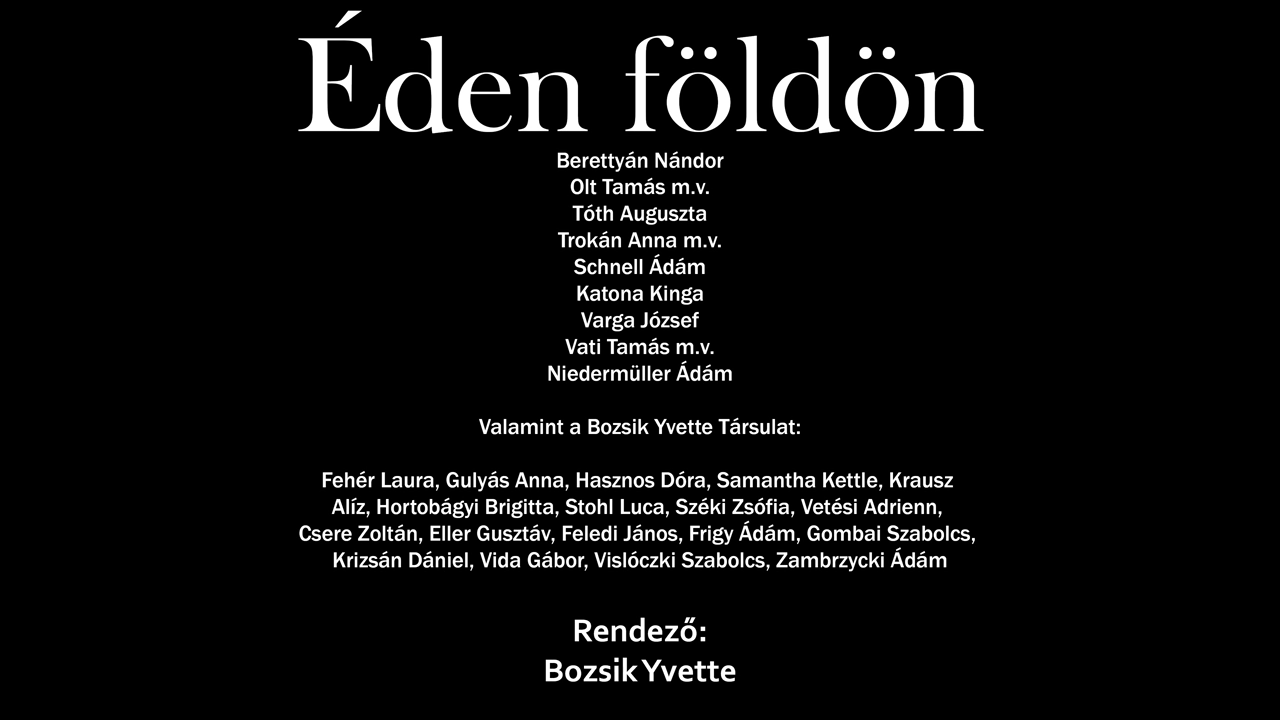 Éden földön
Berettyán Nándor
Olt Tamás m.v.
Tóth Auguszta
Trokán Anna m.v.
Schnell Ádám
Katona Kinga
Varga József
Vati Tamás m.v.
Niedermüller Ádám
Valamint a Bozsik Yvette Társulat:
Fehér Laura, Gulyás Anna, Hasznos Dóra, Samantha Kettle, Krausz
Alíz, Hortobágyi Brigitta, Stohl Luca, Széki Zsófia, Vetési Adrienn,
Csere Zoltán, Eller Gusztáv, Feledi János, Frigy Ádám, Gombai Szabolcs,
Krizsán Dániel, Vida Gábor, Vislóczki Szabolcs, Zambrzycki Ádám
Rendező:
Bozsik Yvette